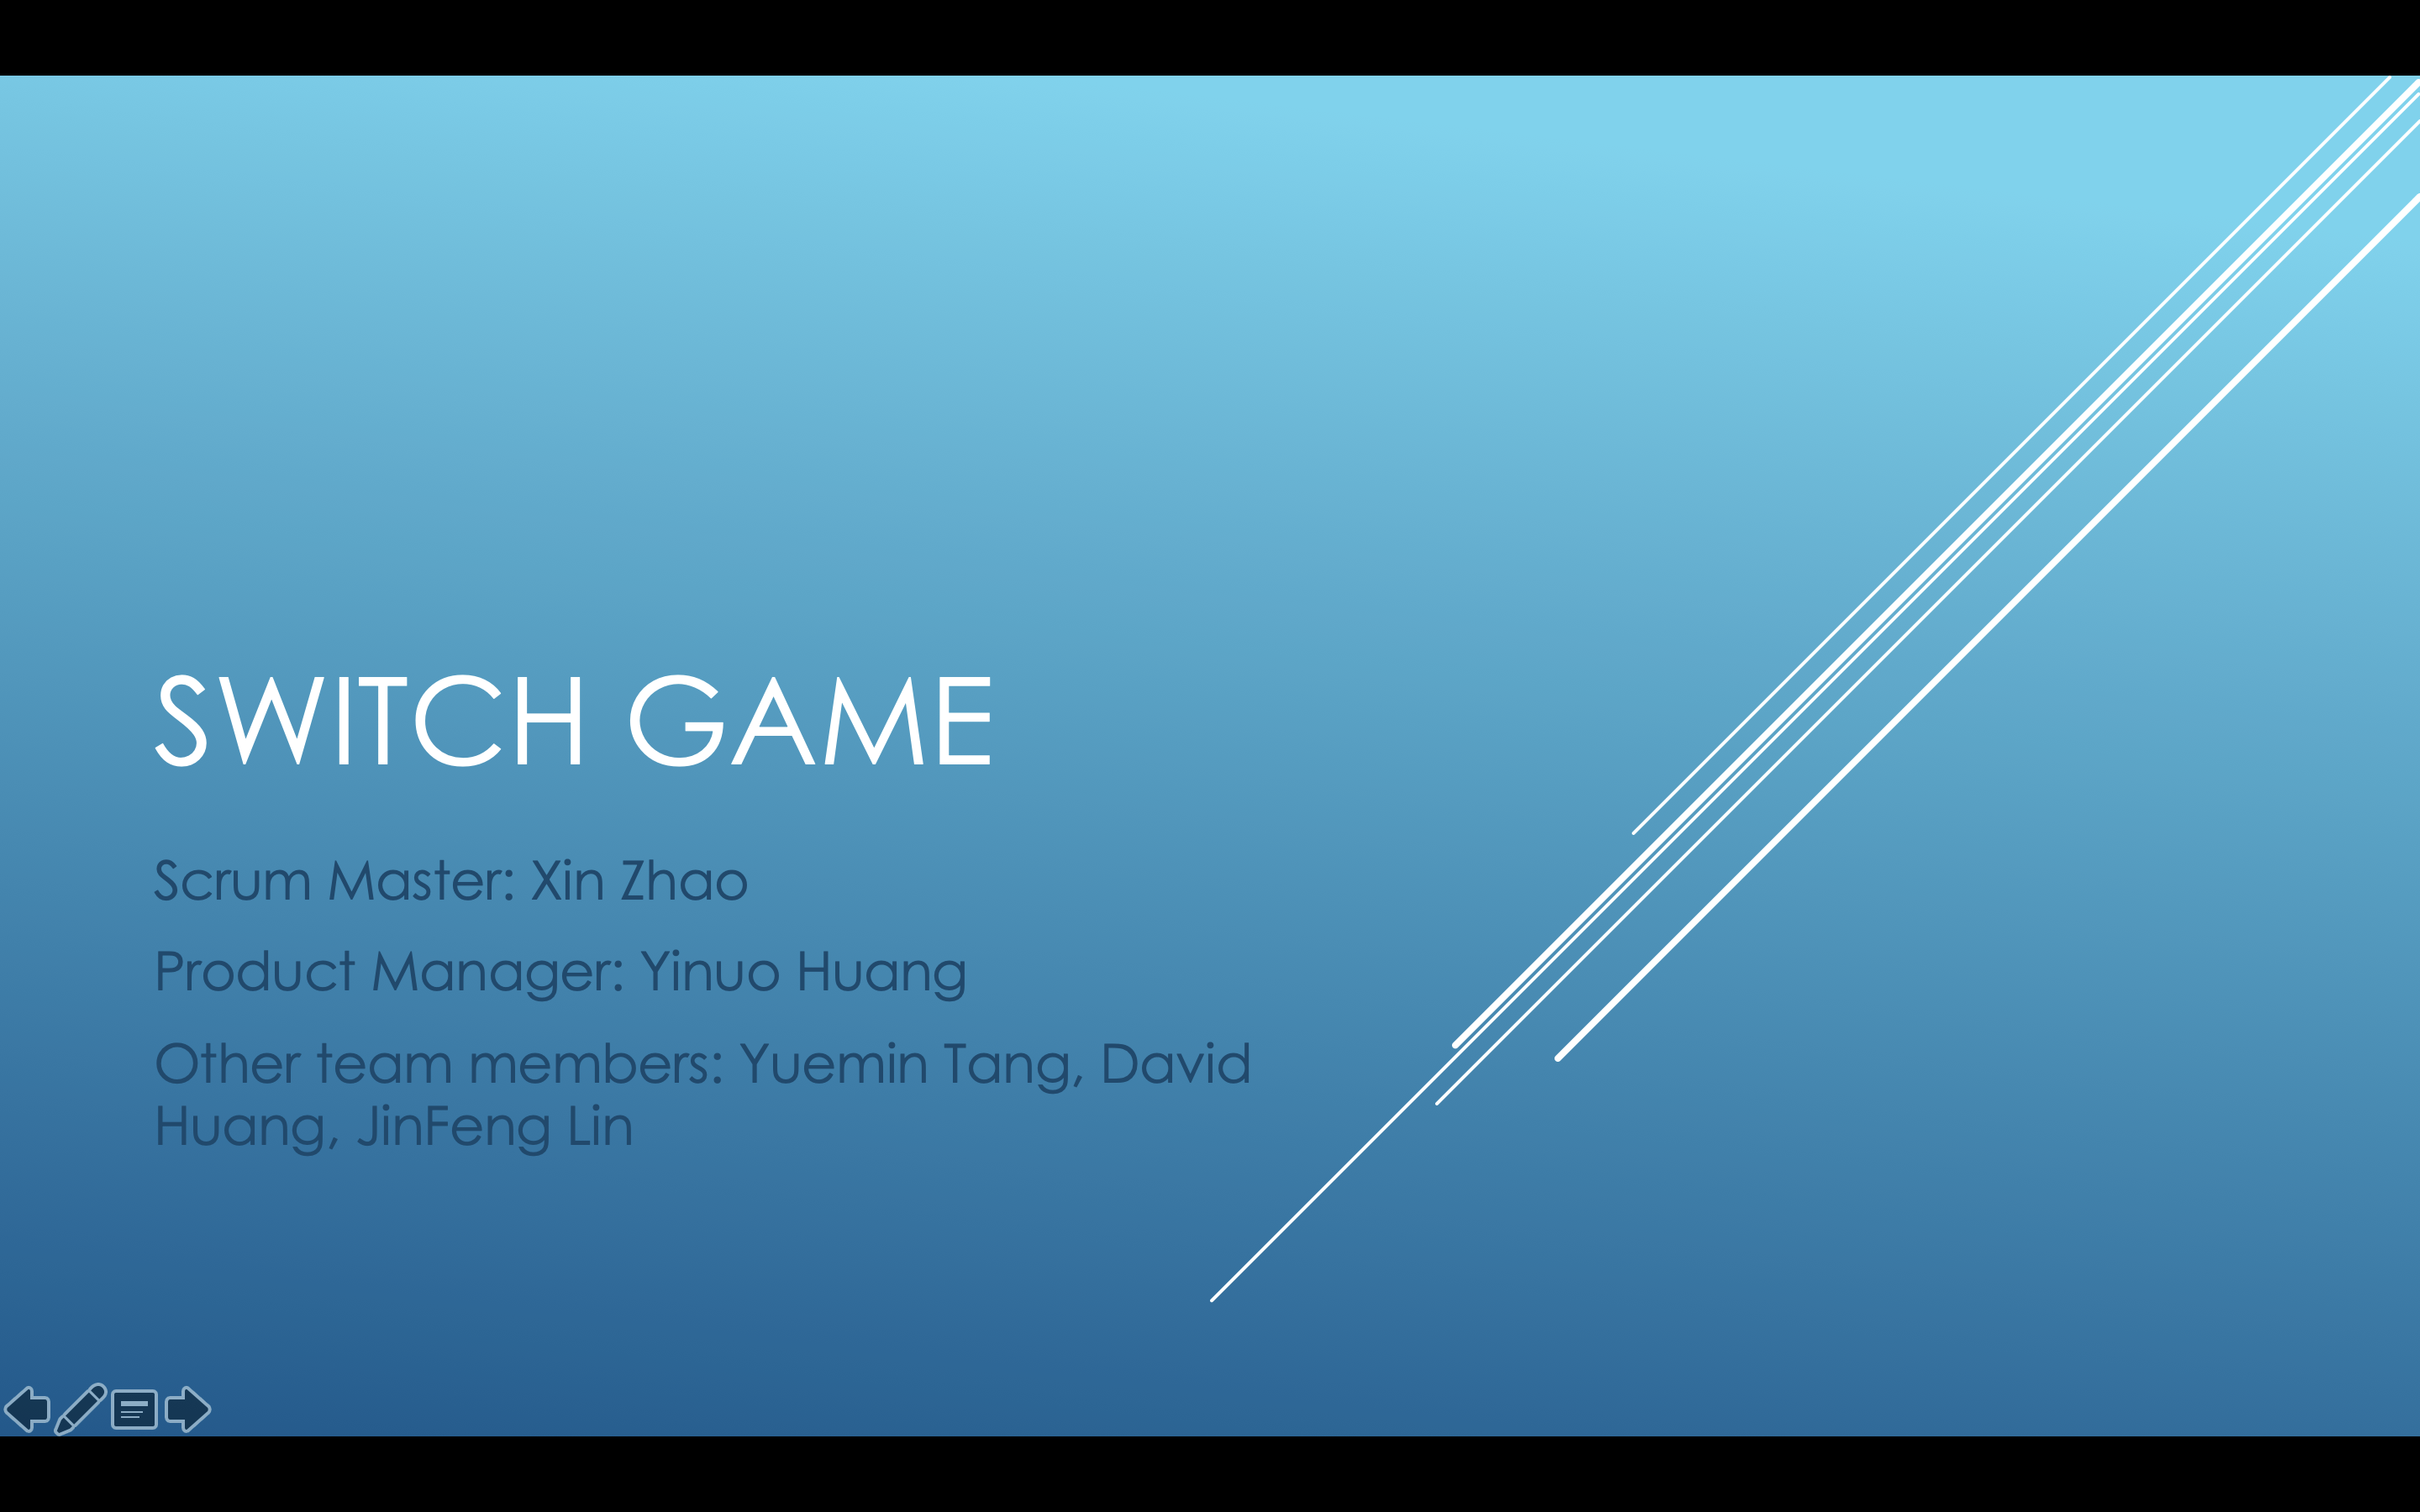 SWITCH GAME
Scrum Master: Xin Zhao
Product Manager: Yinuo Huang
Other team members: Yuemin Tang, David
Huang, JinFeng Lin